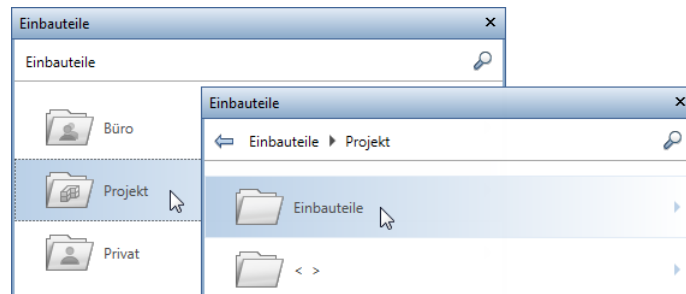 Einbauteile
Einbauteile
Büro
Projekt
Privat
Einbauteile
Einbauteile Projekt
Einbauteile
< >